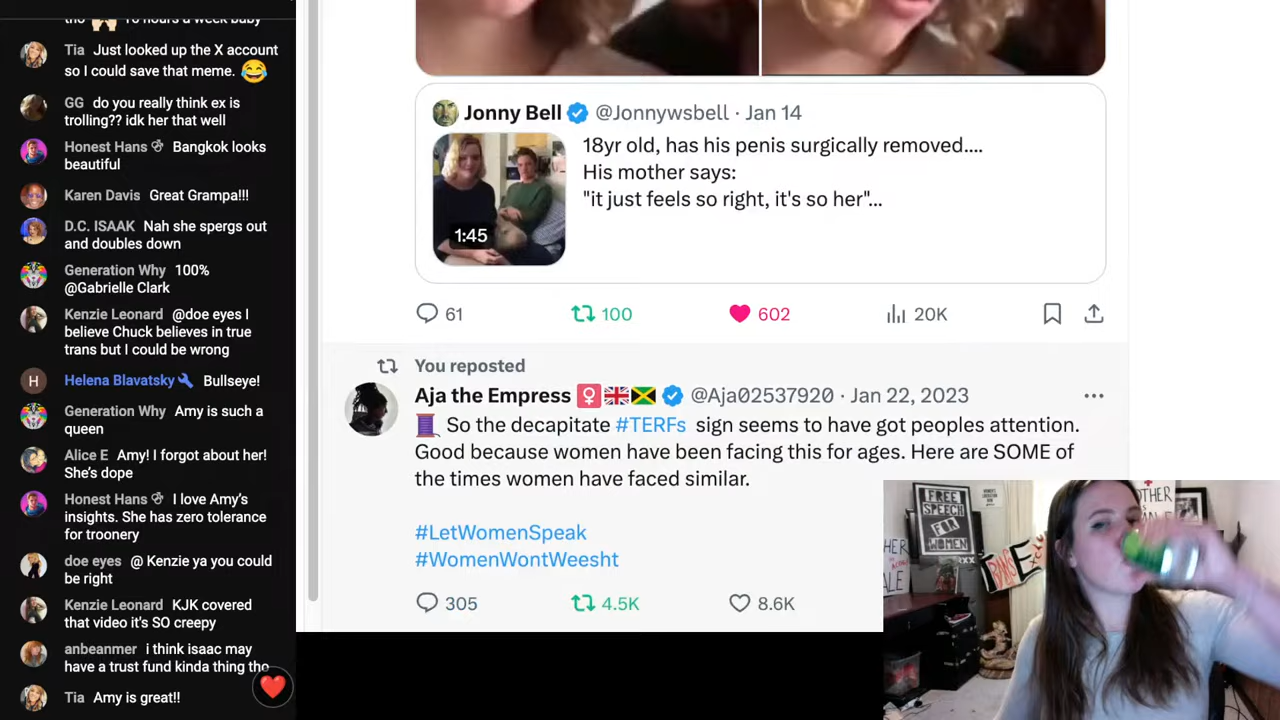 Tia Just looked up the X account
so I could save that meme. 😂
GG do you really think ex is
trolling?? idk her that well
Honest Hans Bangkok looks
beautiful
Karen Davis Great Grampa!!!
D.C. ISAAK Nah she spergs out
and doubles down
Generation Why 100%
@Gabrielle Clark
Kenzie Leonard @doe eyes I
believe Chuck believes in true
trans but I could be wrong
H Helena Blavatsky Bullseye!
Generation Why Amy is such a
queen
Alice E Amy! I forgot about her!
She's dope
Honest Hans I love Amy's
insights. She has zero tolerance
for troonery
doe eyes @ Kenzie ya you could
be right
Kenzie Leonard KJK covered
that video it's SO creepy
anbeanmer i think isaac may
have a trust fund kinda thing tho
Tia Amy is great!!
Jonny Bell @Jonnywsbell · Jan 14
18yr old, has his penis surgically removed....
His mother says:
"it just feels so right, it's so her"...
1:45
61 100 602 20K
You reposted
Aja the Empress @Aja02537920 · Jan 22, 2023
So the decapitate #TERFs sign seems to have got peoples attention.
Good because women have been facing this for ages. Here are SOME of
the times women have faced similar.
#LetWomenSpeak
#WomenWontWeesht
305 4.5K 8.6K
FREE
SPEECH
FOR
WOMEN